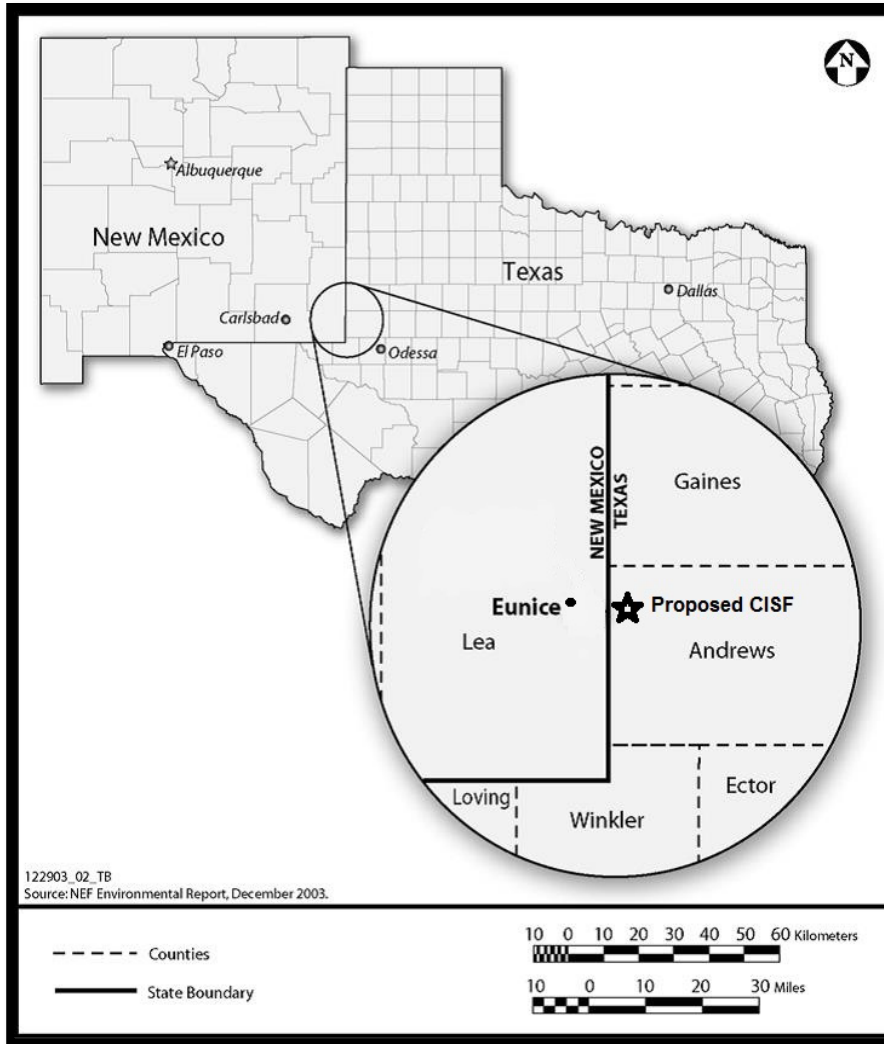 N
Albuquerque
New Mexico
Texas
Dallas
Carlsbad
El Paso
Odessa
NEW MEXICO
TEXAS
Gaines
Eunice
Proposed CISF
Lea
Andrews
Loving
Winkler
Ector
122903_02_TB
Source: NEF Environmental Report, December 2003.
Counties
State Boundary
10 0 10 20 30 40 50 60 Kilometers
10 0 10 20 30 Miles